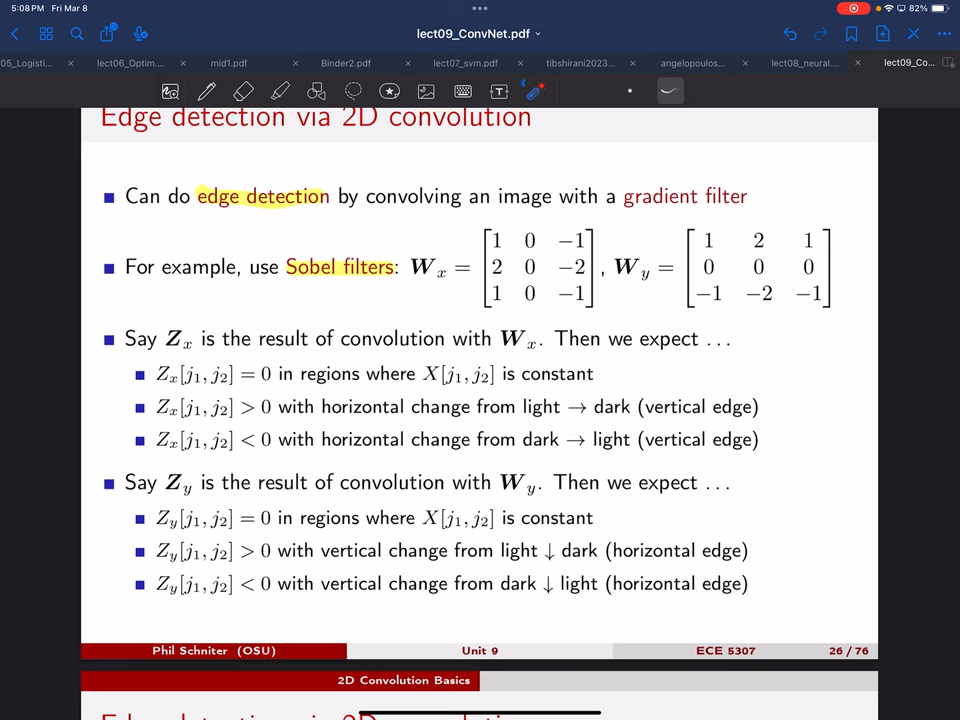 5:08 PM Fri Mar 8
82%
lect09_ConvNet.pdf
05_Logisti...
lect06_Optim...
mid1.pdf
Binder2.pdf
lect07_svm.pdf
tibshirani2023...
angelopoulos...
lect08_neural...
lect09_Co...
Edge detection via 2D convolution
Can do edge detection by convolving an image with a gradient filter
For example, use Sobel filters: W_x = [1 0 −1; 2 0 −2; 1 0 −1], W_y = [1 2 1; 0 0 0; −1 −2 −1]
Say Z_x is the result of convolution with W_x. Then we expect ...
Z_x[j_1, j_2] = 0 in regions where X[j_1, j_2] is constant
Z_x[j_1, j_2] > 0 with horizontal change from light → dark (vertical edge)
Z_x[j_1, j_2] < 0 with horizontal change from dark → light (vertical edge)
Say Z_y is the result of convolution with W_y. Then we expect ...
Z_y[j_1, j_2] = 0 in regions where X[j_1, j_2] is constant
Z_y[j_1, j_2] > 0 with vertical change from light ↓ dark (horizontal edge)
Z_y[j_1, j_2] < 0 with vertical change from dark ↓ light (horizontal edge)
Phil Schniter (OSU) Unit 9 ECE 5307 26 / 76
2D Convolution Basics
Edge detection via 2D convolution